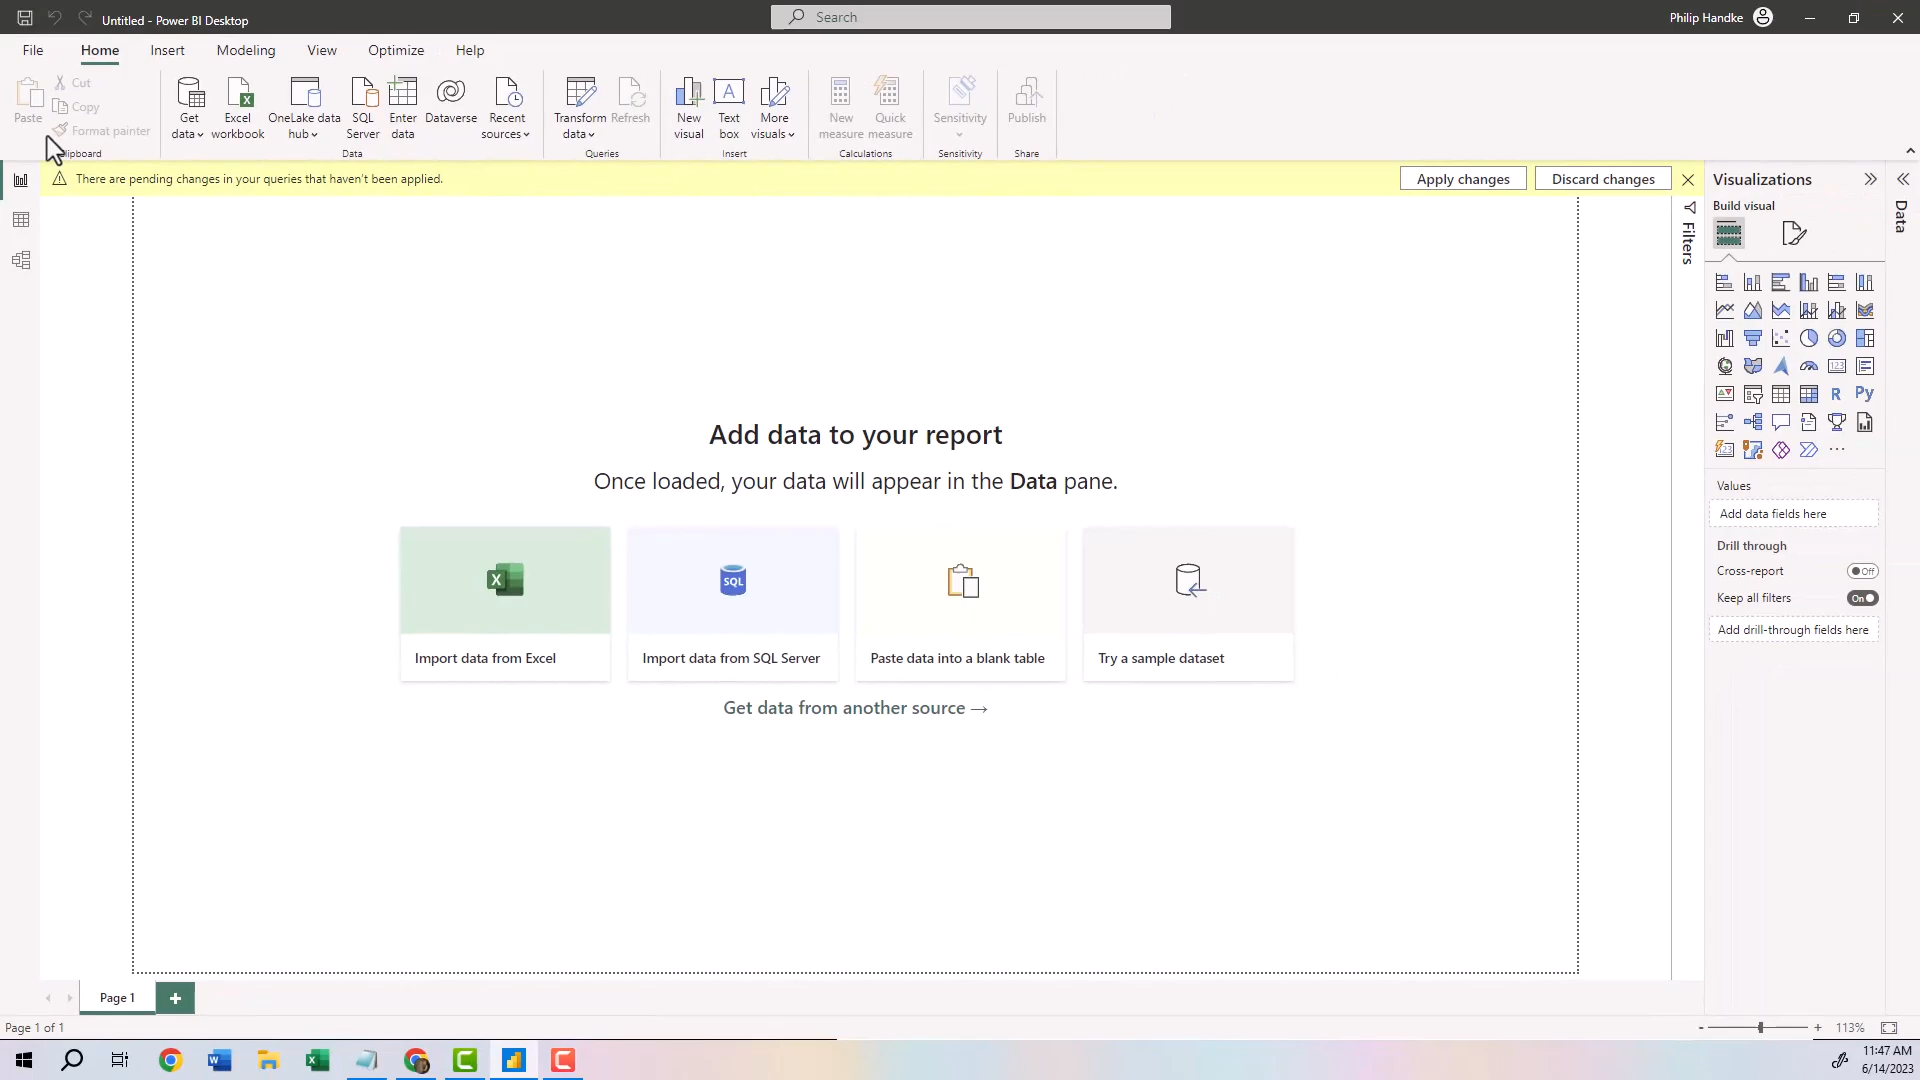 Untitled - Power BI Desktop
Search
Philip Handke
File
Home
Insert
Modeling
View
Optimize
Help
Paste
Cut
Copy
Format painter
Get data
Excel workbook
OneLake data hub
SQL Server
Enter data
Dataverse
Recent sources
Data
Transform data
Refresh
Queries
New visual
Text box
A
More visuals
Insert
New measure
Quick measure
Calculations
Sensitivity
Sensitivity
Publish
Share
There are pending changes in your queries that haven't been applied.
Apply changes
Discard changes
Filters
Visualizations
Data
Build visual
123
R
Py
123
Values
Add data fields here
Drill through
Cross-report
Off
Keep all filters
On
Add drill-through fields here
Add data to your report
Once loaded, your data will appear in the Data pane.
X
SQL
Import data from Excel
Import data from SQL Server
Paste data into a blank table
Try a sample dataset
Get data from another source →
Page 1
+
Page 1 of 1
- + 113%
11:47 AM
6/14/2023